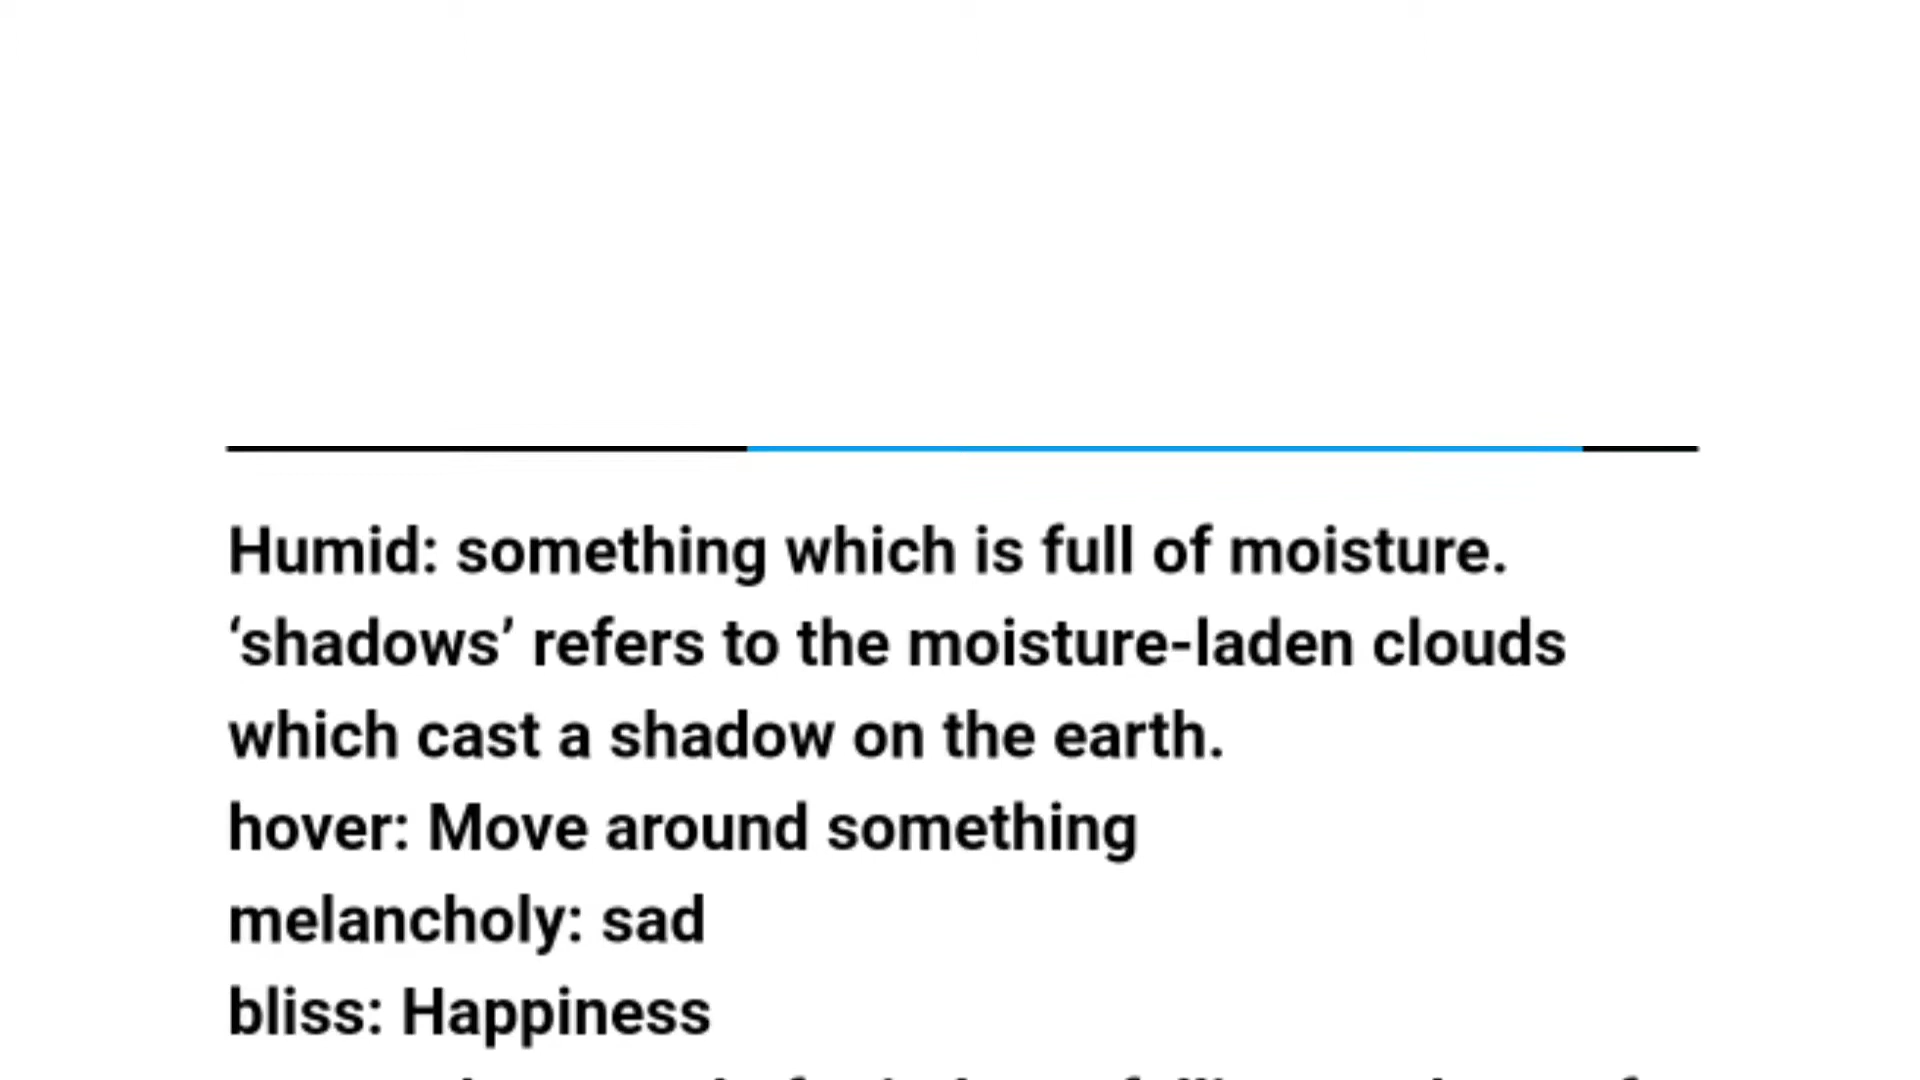 Humid: something which is full of moisture.
‘shadows’ refers to the moisture-laden clouds
which cast a shadow on the earth.
hover: Move around something
melancholy: sad
bliss: Happiness